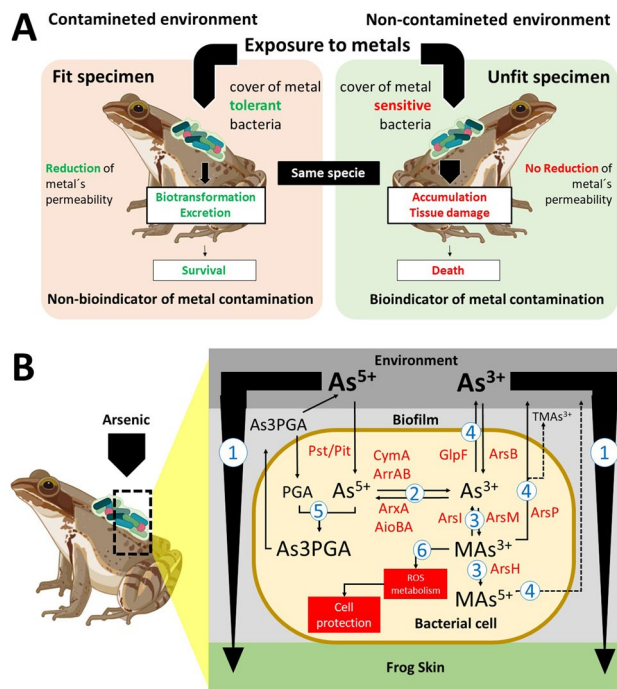 A
Contamineted environment
Non-contamineted environment
Exposure to metals
Fit specimen
cover of metal
tolerant
bacteria
Reduction of
metal´s
permeability
Biotransformation
Excretion
Survival
Non-bioindicator of metal contamination
Same specie
Unfit specimen
cover of metal
sensitive
bacteria
No Reduction of
metal´s
permeability
Accumulation
Tissue damage
Death
Bioindicator of metal contamination
B
Arsenic
Environment
As5+
As3+
Biofilm
1
1
As3PGA
TMAs3+
4
Pst/Pit
CymA
ArrAB
GlpF
ArsB
PGA
As5+
2
As3+
4
ArsP
ArxA
AioBA
5
ArsI
3
ArsM
As3PGA
6
MAs3+
3
ArsH
ROS
metabolism
MAs5+
4
Cell
protection
Bacterial cell
Frog Skin